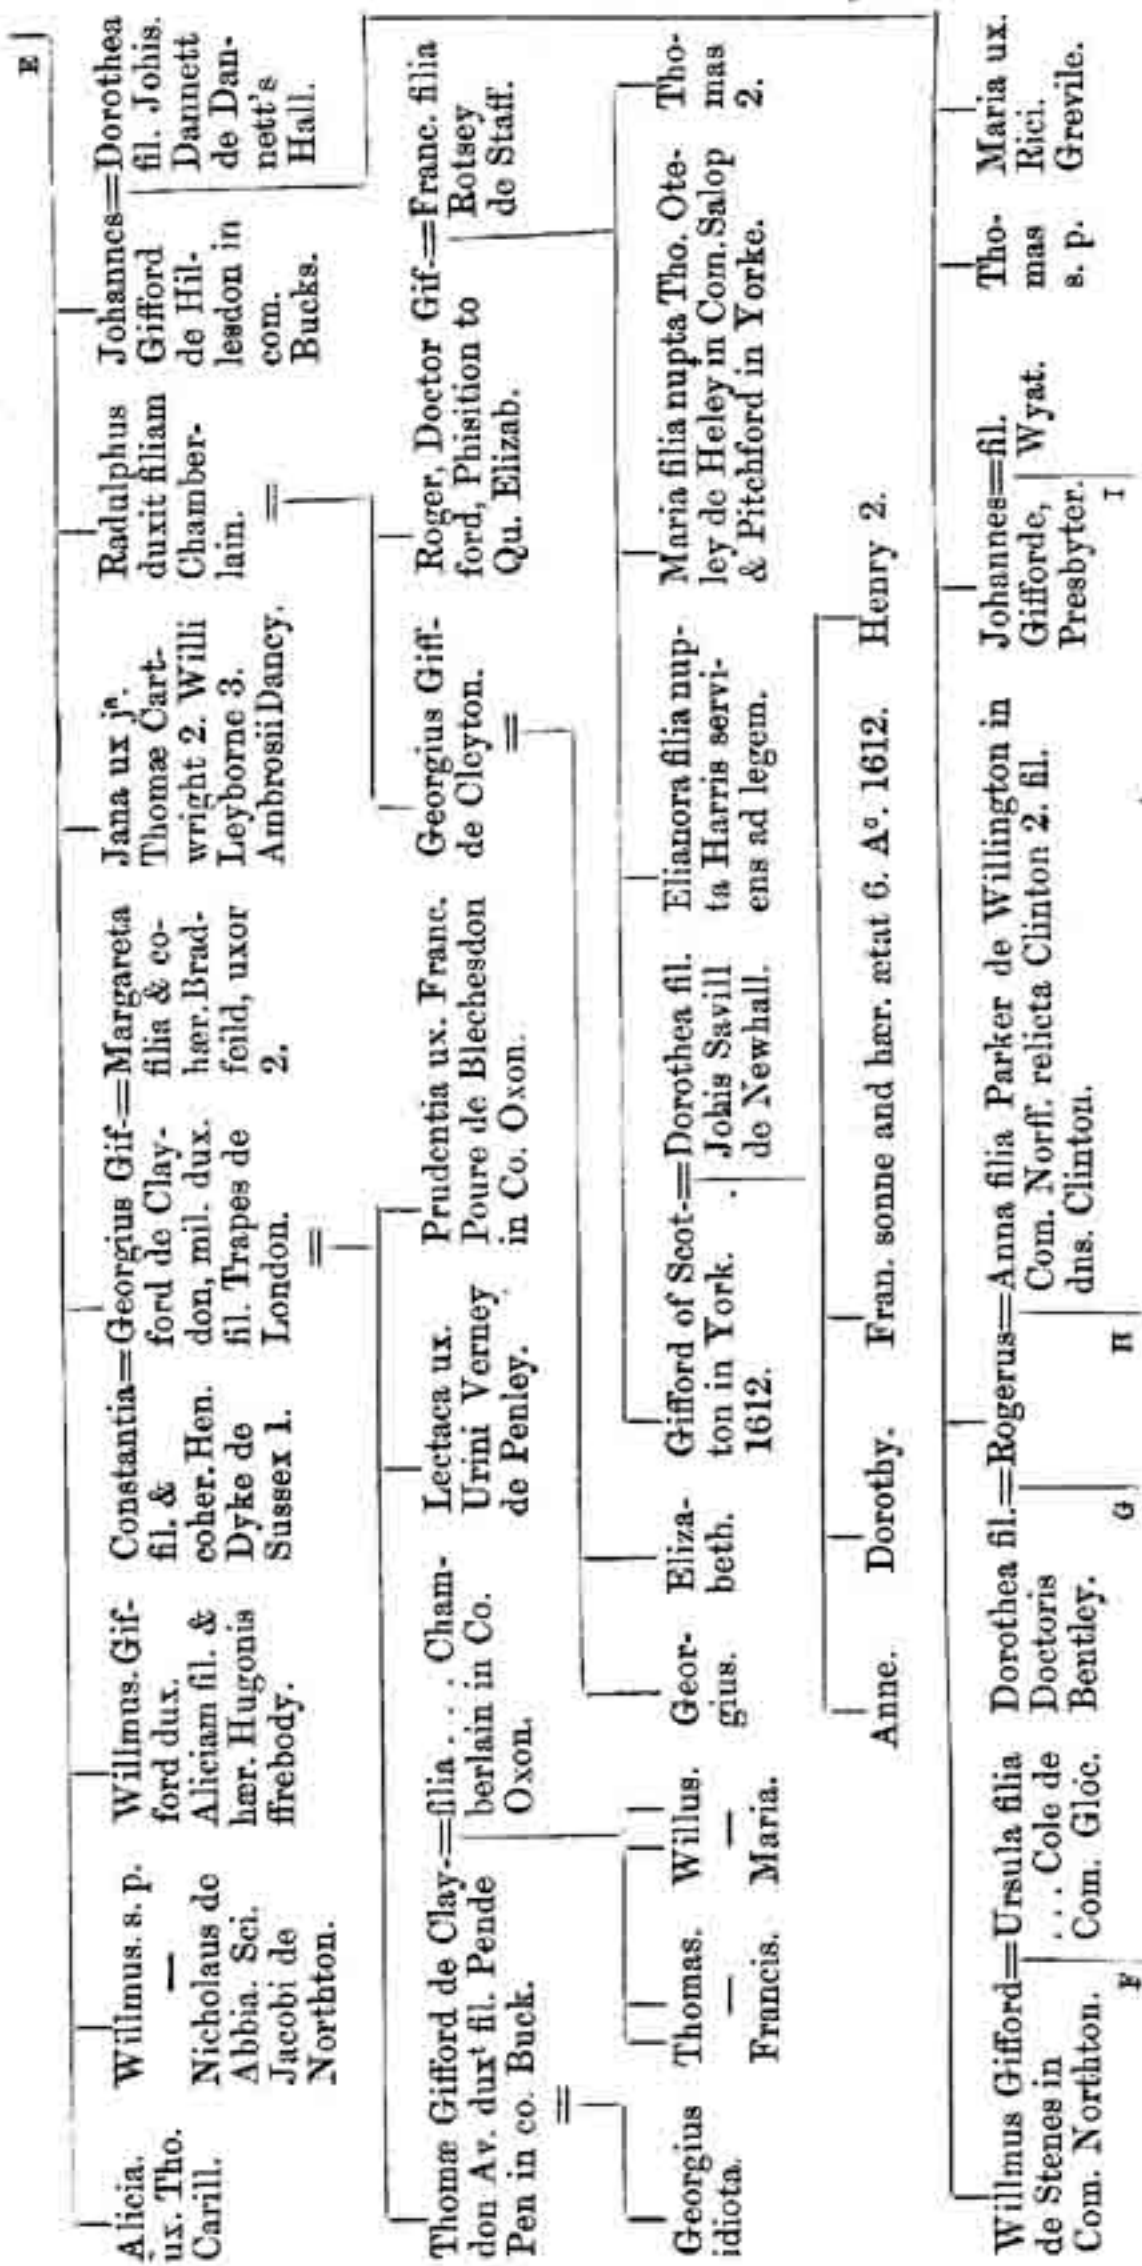 E
Alicia.
ux. Tho.
Carill.
Willmus. s. p.
—
Nicholaus de
Abbia. Sci.
Jacobi de
Northton.
Willmus. Gif-
ford dux.
Aliciam fil. &
hær. Hugonis
ffrebody.
Constantia=Georgius Gif-=Margareta
fil. &
coher. Hen.
Dyke de
Sussex 1.
ford de Clay-
don, mil. dux.
fil. Trapes de
London.
filia & co-
hær. Brad-
feild, uxor
2.
Jana ux jª.
Thomæ Cart-
wright 2. Willi
Leyborne 3.
Ambrosii Dancy.
Radulphus
duxit filiam
Chamber-
lain.
Johannes=Dorothea
Gifford
de Hil-
lesdon in
com.
Bucks.
fil. Johis.
Dannett
de Dan-
nett's
Hall.
Thomæ Gifford de Clay-=filia . . . Cham-
don Av. duxᵗ fil. Pende
Pen in co. Buck.
berlain in Co.
Oxon.
Lectaca ux.
Urini Verney
de Penley.
Prudentia ux. Franc.
Poure de Blechesdon
in Co. Oxon.
Georgius Giff-
de Cleyton.
Roger, Doctor Gif-=Franc. filia
ford, Phisition to
Qu. Elizab.
Rotsey
de Staff.
Georgius
idiota.
Thomas.
—
Francis.
Willus.
—
Maria.
Geor-
gius.
Eliza-
beth.
Gifford of Scot-=Dorothea fil.
ton in York.
1612.
Johis Savill
de Newhall.
Elianora filia nup-
ta Harris servi-
ens ad legem.
Maria filia nupta Tho. Ote-
ley de Heley in Com. Salop
& Pitchford in Yorke.
Tho-
mas
2.
Anne.
Dorothy.
Fran. sonne and hær. ætat 6. Aº. 1612.
Henry 2.
Willmus Gifford=Ursula filia
de Stenes in
Com. Northton.
. . . Cole de
Com. Gloc.
F
Dorothea fil.=Rogerus=Anna filia Parker de Willington in
Doctoris
Bentley.
Com. Norff. relicta Clinton 2. fil.
dns. Clinton.
G
H
Johannes=fil.
Gifforde,
Presbyter.
Wyat.
I
Tho-
mas
s. p.
Maria ux.
Rici.
Grevile.